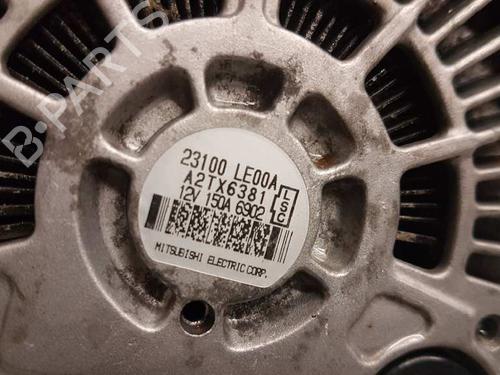 B-PARTS
23100 LE00A
A2TX6381
12V 150A 6902
LSC
MITSUBISHI ELECTRIC CORP.